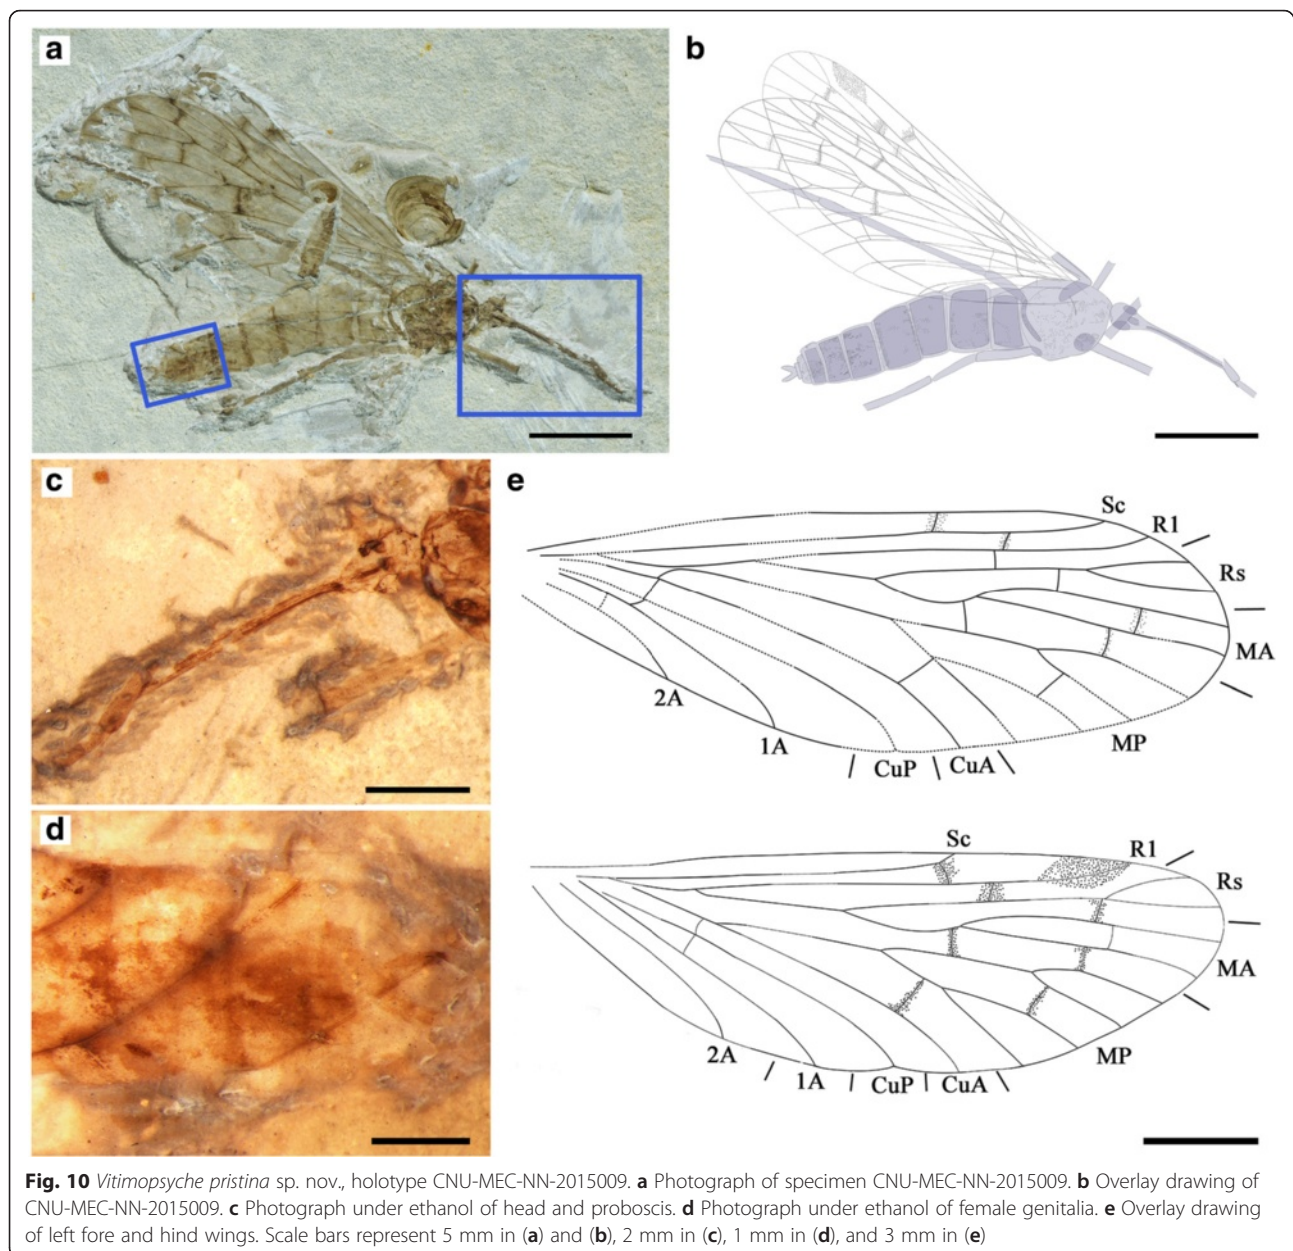 a
b
c
e
Sc
R1
Rs
MA
MP
CuA
CuP
1A
2A
d
Sc
R1
Rs
MA
MP
CuA
CuP
1A
2A
Fig. 10 Vitimopsyche pristina sp. nov., holotype CNU-MEC-NN-2015009. a Photograph of specimen CNU-MEC-NN-2015009. b Overlay drawing of
CNU-MEC-NN-2015009. c Photograph under ethanol of head and proboscis. d Photograph under ethanol of female genitalia. e Overlay drawing
of left fore and hind wings. Scale bars represent 5 mm in (a) and (b), 2 mm in (c), 1 mm in (d), and 3 mm in (e)